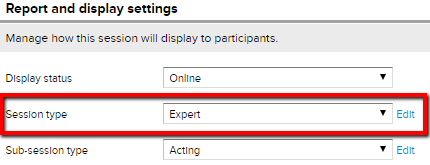 Report and display settings
Manage how this session will display to participants.
Display status Online
Session type Expert Edit
Sub-session type Acting Edit